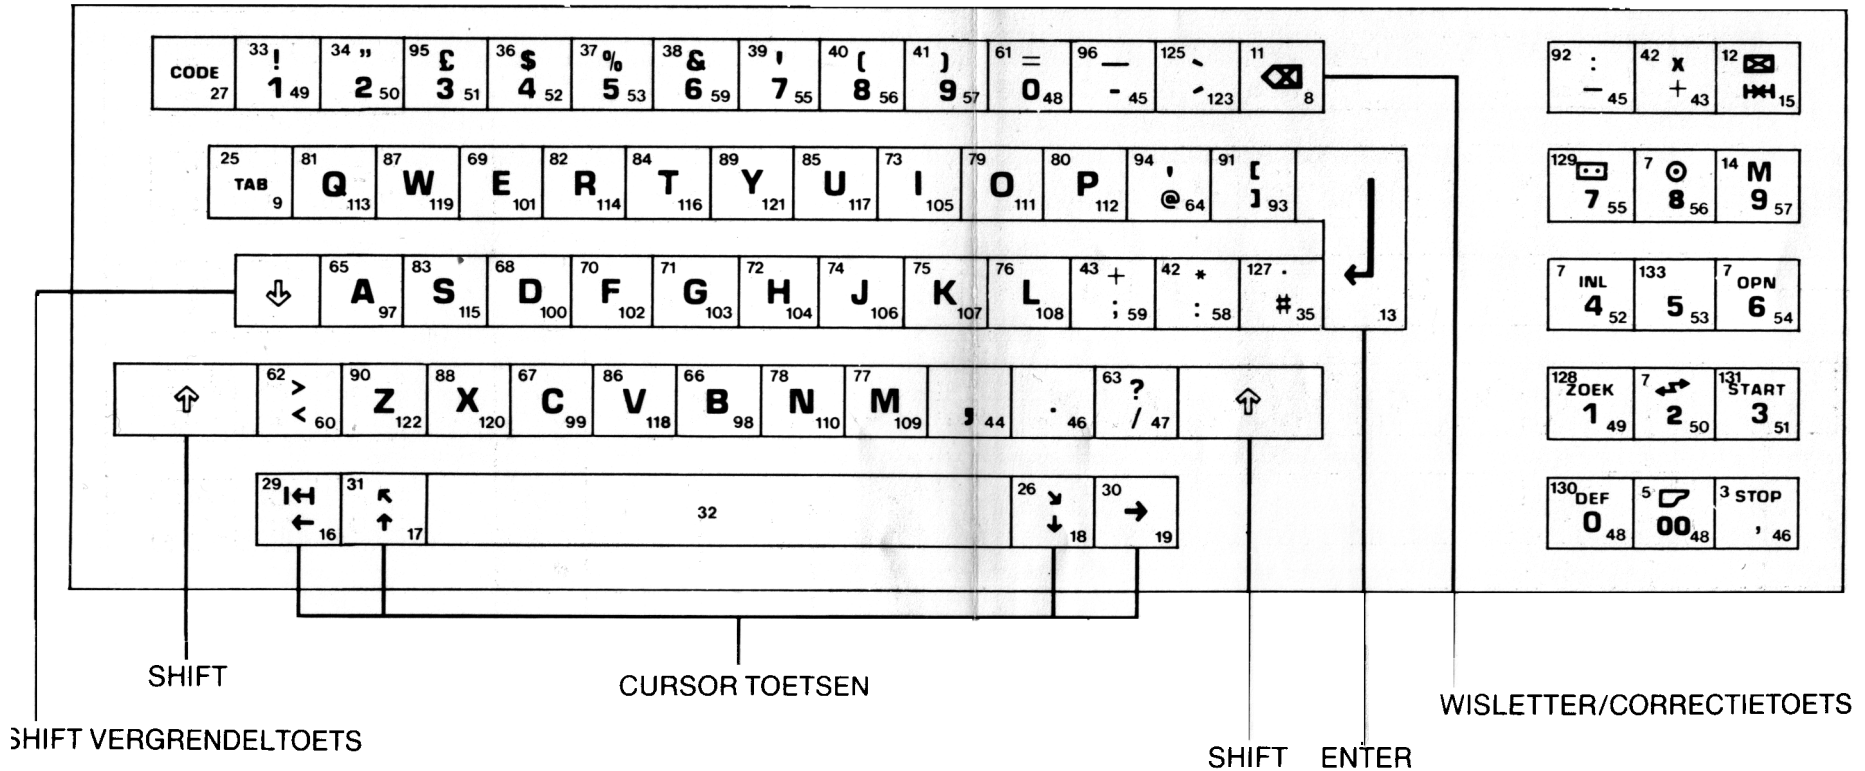 33 ! 34 " 95 £ 36 $ 37 % 38 & 39 ' 40 ( 41 ) 61 = 96 — 125 ` 11
CODE 27 1 49 2 50 3 51 4 52 5 53 6 59 7 55 8 56 9 57 0 48 - 45 ´ 123 8
92 : 42 x 12
— 45 + 43 15
25 81 87 69 82 84 89 85 73 79 80 94 ' 91 [
TAB Q W E R T Y U I O P
9 113 119 101 114 116 121 117 105 111 112 @ 64 ] 93
129 7 14 M
7 55 8 56 9 57
65 83 68 70 71 72 74 75 76 43 + 42 * 127 ·
A S D F G H J K L
97 115 100 102 103 104 106 107 108 ; 59 : 58 # 35 13
7 INL 133 7 OPN
4 52 5 53 6 54
62 > 90 88 67 86 66 78 77 63 ?
Z X C V B N M
< 60 122 120 99 118 98 110 109 , 44 . 46 / 47
128 ZOEK 7 131 START
1 49 2 50 3 51
29 31 26 30
← 16 ↑ 17 32 ↓ 18 → 19
130 DEF 5 3 STOP
0 48 00 48 , 46
SHIFT
CURSOR TOETSEN
WISLETTER/CORRECTIETOETS
SHIFT VERGRENDELTOETS
SHIFT ENTER